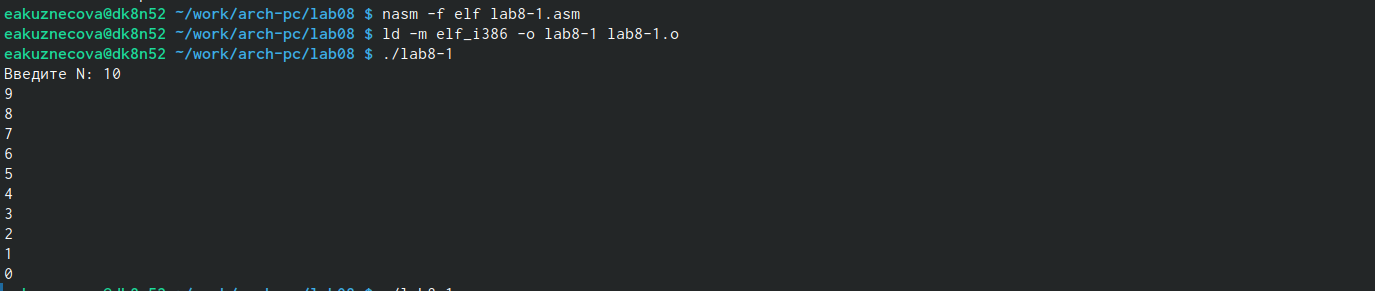 eakuznecova@dk8n52 ~/work/arch-pc/lab08 $ nasm -f elf lab8-1.asm
eakuznecova@dk8n52 ~/work/arch-pc/lab08 $ ld -m elf_i386 -o lab8-1 lab8-1.o
eakuznecova@dk8n52 ~/work/arch-pc/lab08 $ ./lab8-1
Введите N: 10
9
8
7
6
5
4
3
2
1
0